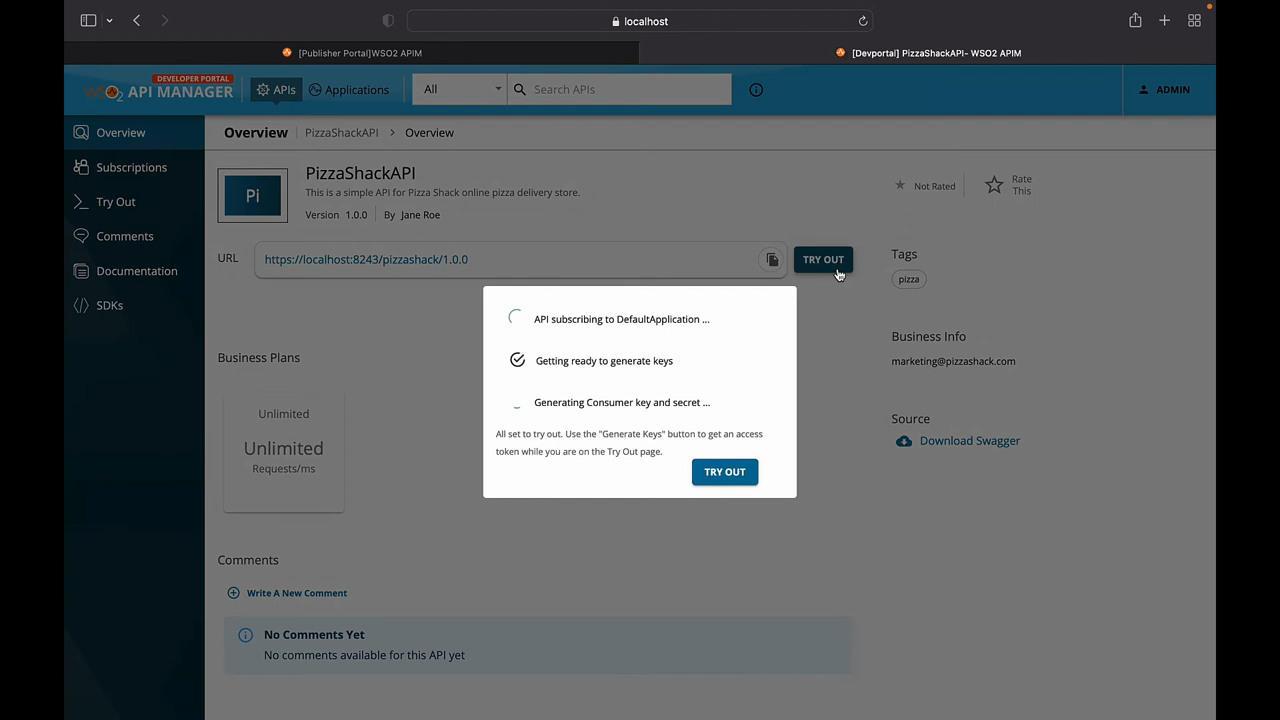 localhost
[Publisher Portal]WSO2 APIM
[Devportal] PizzaShackAPI- WSO2 APIM
DEVELOPER PORTAL
WSO2 API MANAGER
APIs
Applications
All
Search APIs
ADMIN
Overview
Subscriptions
Try Out
Comments
Documentation
SDKs
Overview PizzaShackAPI > Overview
Pi
PizzaShackAPI
This is a simple API for Pizza Shack online pizza delivery store.
Version 1.0.0 By Jane Roe
Not Rated
Rate
This
URL
https://localhost:8243/pizzashack/1.0.0
TRY OUT
Tags
pizza
Business Info
marketing@pizzashack.com
Source
Download Swagger
API subscribing to DefaultApplication ...
Getting ready to generate keys
Generating Consumer key and secret ...
All set to try out. Use the "Generate Keys" button to get an access
token while you are on the Try Out page.
TRY OUT
Business Plans
Unlimited
Unlimited
Requests/ms
Comments
Write A New Comment
No Comments Yet
No comments available for this API yet